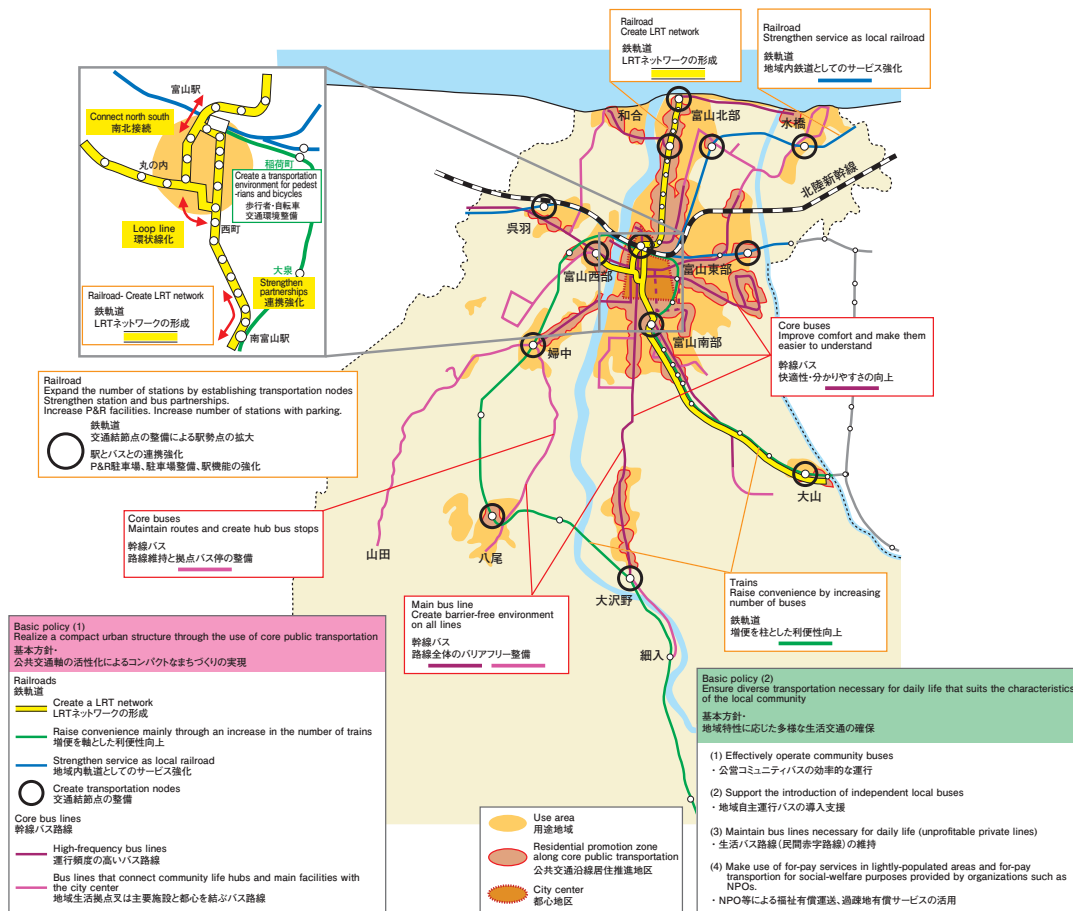 Railroad
Create LRT network
鉄軌道
LRTネットワークの形成
Railroad
Strengthen service as local railroad
鉄軌道
地域内鉄道としてのサービス強化
富山駅
Connect north south
南北接続
丸の内
稲荷町
Create a transportation
environment for pedest
-rians and bicycles
歩行者・自転車
交通環境整備
Loop line
環状線化
西町
大泉
Strengthen
partnerships
連携強化
Railroad- Create LRT network
鉄軌道
LRTネットワークの形成
南富山駅
和合
富山北部
水橋
北陸新幹線
呉羽
富山西部
富山東部
富山南部
婦中
大山
山田
八尾
大沢野
細入
Core buses
Improve comfort and make them
easier to understand
幹線バス
快適性・分かりやすさの向上
Railroad
Expand the number of stations by establishing transportation nodes
Strengthen station and bus partnerships.
Increase P&R facilities. Increase number of stations with parking.
鉄軌道
交通結節点の整備による駅勢点の拡大
駅とバスとの連携強化
P&R駐車場、駐車場整備、駅機能の強化
Core buses
Maintain routes and create hub bus stops
幹線バス
路線維持と拠点バス停の整備
Main bus line
Create barrier-free environment
on all lines
幹線バス
路線全体のバリアフリー整備
Trains
Raise convenience by increasing
number of buses
鉄軌道
増便を柱とした利便性向上
Basic policy (1)
Realize a compact urban structure through the use of core public transportation
基本方針・
公共交通軸の活性化によるコンパクトなまちづくりの実現
Railroads
鉄軌道
Create a LRT network
LRTネットワークの形成
Raise convenience mainly through an increase in the number of trains
増便を軸とした利便性向上
Strengthen service as local railroad
地域内軌道としてのサービス強化
Create transportation nodes
交通結節点の整備
Core bus lines
幹線バス路線
High-frequency bus lines
運行頻度の高いバス路線
Bus lines that connect community life hubs and main facilities with
the city center
地域生活拠点又は主要施設と都心を結ぶバス路線
Use area
用途地域
Residential promotion zone
along core public transportation
公共交通沿線居住推進地区
City center
都心地区
Basic policy (2)
Ensure diverse transportation necessary for daily life that suits the characteristics
of the local community
基本方針・
地域特性に応じた多様な生活交通の確保
(1) Effectively operate community buses
・公営コミュニティバスの効率的な運行
(2) Support the introduction of independent local buses
・地域自主運行バスの導入支援
(3) Maintain bus lines necessary for daily life (unprofitable private lines)
・生活バス路線（民間赤字路線）の維持
(4) Make use of for-pay services in lightly-populated areas and for-pay
transportation for social-welfare purposes provided by organizations such as
NPOs.
・NPO等による福祉有償運送、過疎地有償サービスの活用